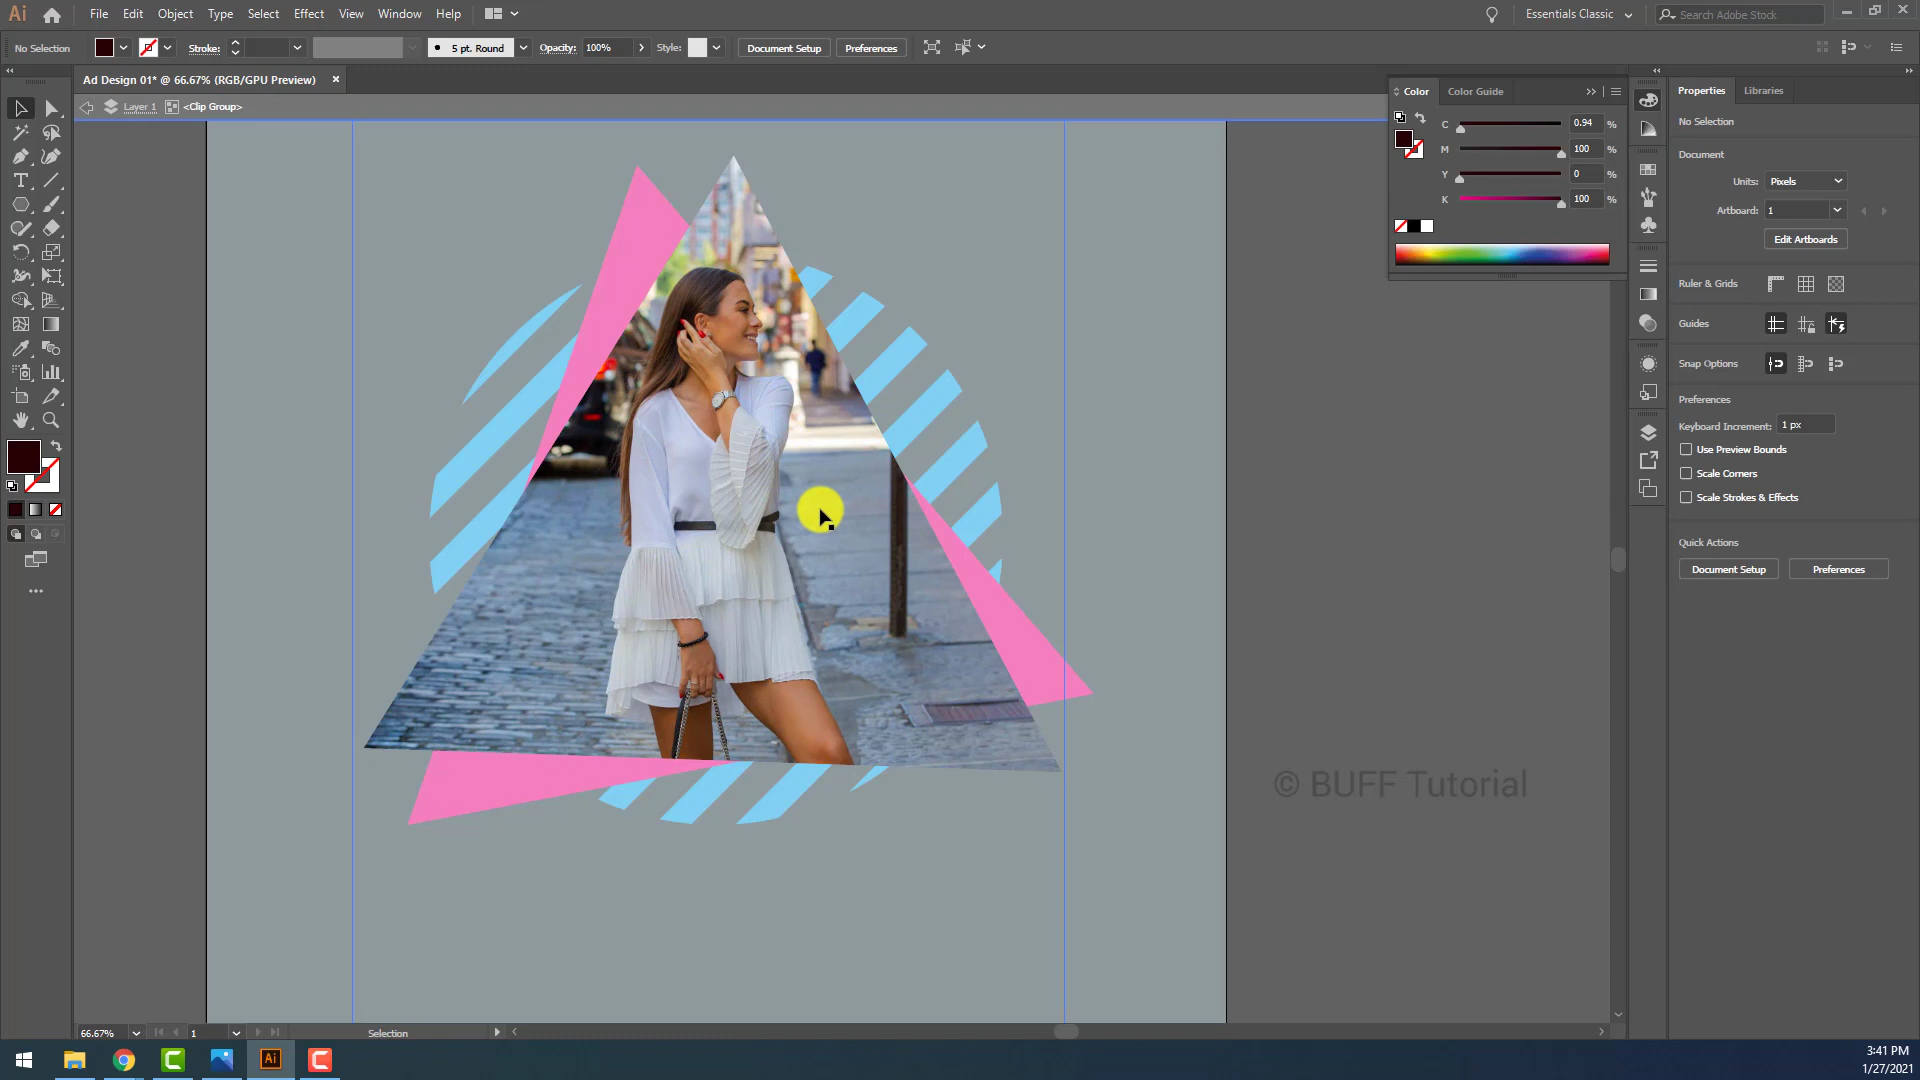 Ai File Edit Object Type Select Effect View Window Help Essentials Classic Search Adobe Stock
No Selection Stroke: 5 pt. Round Opacity: 100% Style: Document Setup Preferences
Ad Design 01* @ 66.67% (RGB/GPU Preview) ×
Layer 1 <Clip Group>
Color Color Guide
C 0.94 %
M 100 %
Y 0 %
K 100 %
Properties Libraries
No Selection
Document
Units: Pixels
Artboard: 1
Edit Artboards
Ruler & Grids
Guides
Snap Options
Preferences
Keyboard Increment: 1 px
Use Preview Bounds
Scale Corners
Scale Strokes & Effects
Quick Actions
Document Setup Preferences
© BUFF Tutorial
66.67% 1 Selection
Ai
3:41 PM
1/27/2021